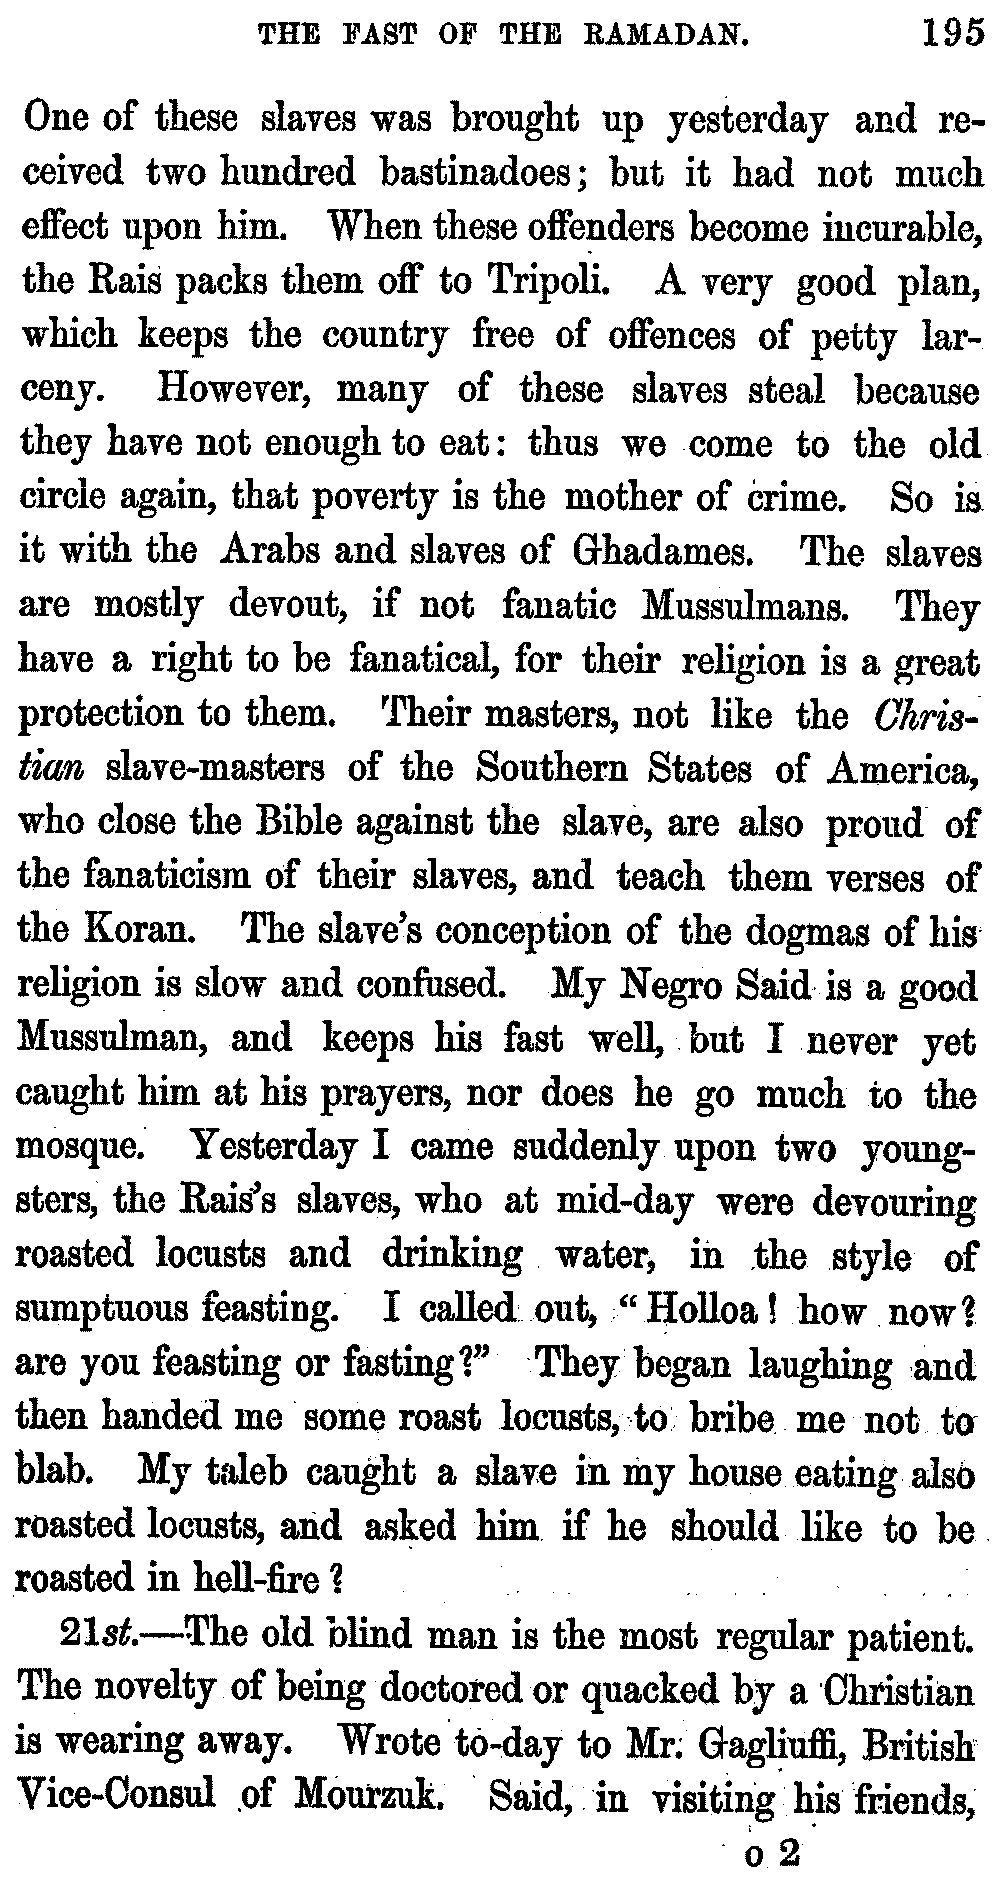 THE FAST OF THE RAMADAN. 195
One of these slaves was brought up yesterday and re-
ceived two hundred bastinadoes; but it had not much
effect upon him. When these offenders become incurable,
the Rais packs them off to Tripoli. A very good plan,
which keeps the country free of offences of petty lar-
ceny. However, many of these slaves steal because
they have not enough to eat: thus we come to the old
circle again, that poverty is the mother of crime. So is
it with the Arabs and slaves of Ghadames. The slaves
are mostly devout, if not fanatic Mussulmans. They
have a right to be fanatical, for their religion is a great
protection to them. Their masters, not like the Chris-
tian slave-masters of the Southern States of America,
who close the Bible against the slave, are also proud of
the fanaticism of their slaves, and teach them verses of
the Koran. The slave's conception of the dogmas of his
religion is slow and confused. My Negro Said is a good
Mussulman, and keeps his fast well, but I never yet
caught him at his prayers, nor does he go much to the
mosque. Yesterday I came suddenly upon two young-
sters, the Rais's slaves, who at mid-day were devouring
roasted locusts and drinking water, in the style of
sumptuous feasting. I called out, "Holloa! how now?
are you feasting or fasting?" They began laughing and
then handed me some roast locusts, to bribe me not to
blab. My taleb caught a slave in my house eating also
roasted locusts, and asked him if he should like to be
roasted in hell-fire?
21st.—The old blind man is the most regular patient.
The novelty of being doctored or quacked by a Christian
is wearing away. Wrote to-day to Mr. Gagliuffi, British
Vice-Consul of Mourzuk. Said, in visiting his friends,
o 2